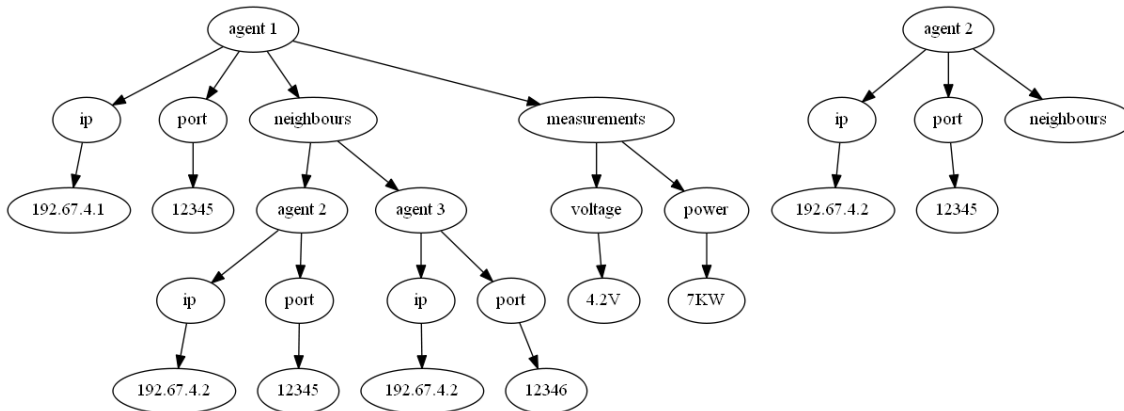 agent 1
agent 2
ip
port
neighbours
measurements
ip
port
neighbours
192.67.4.1
12345
agent 2
agent 3
voltage
power
192.67.4.2
12345
ip
port
ip
port
4.2V
7KW
192.67.4.2
12345
192.67.4.2
12346